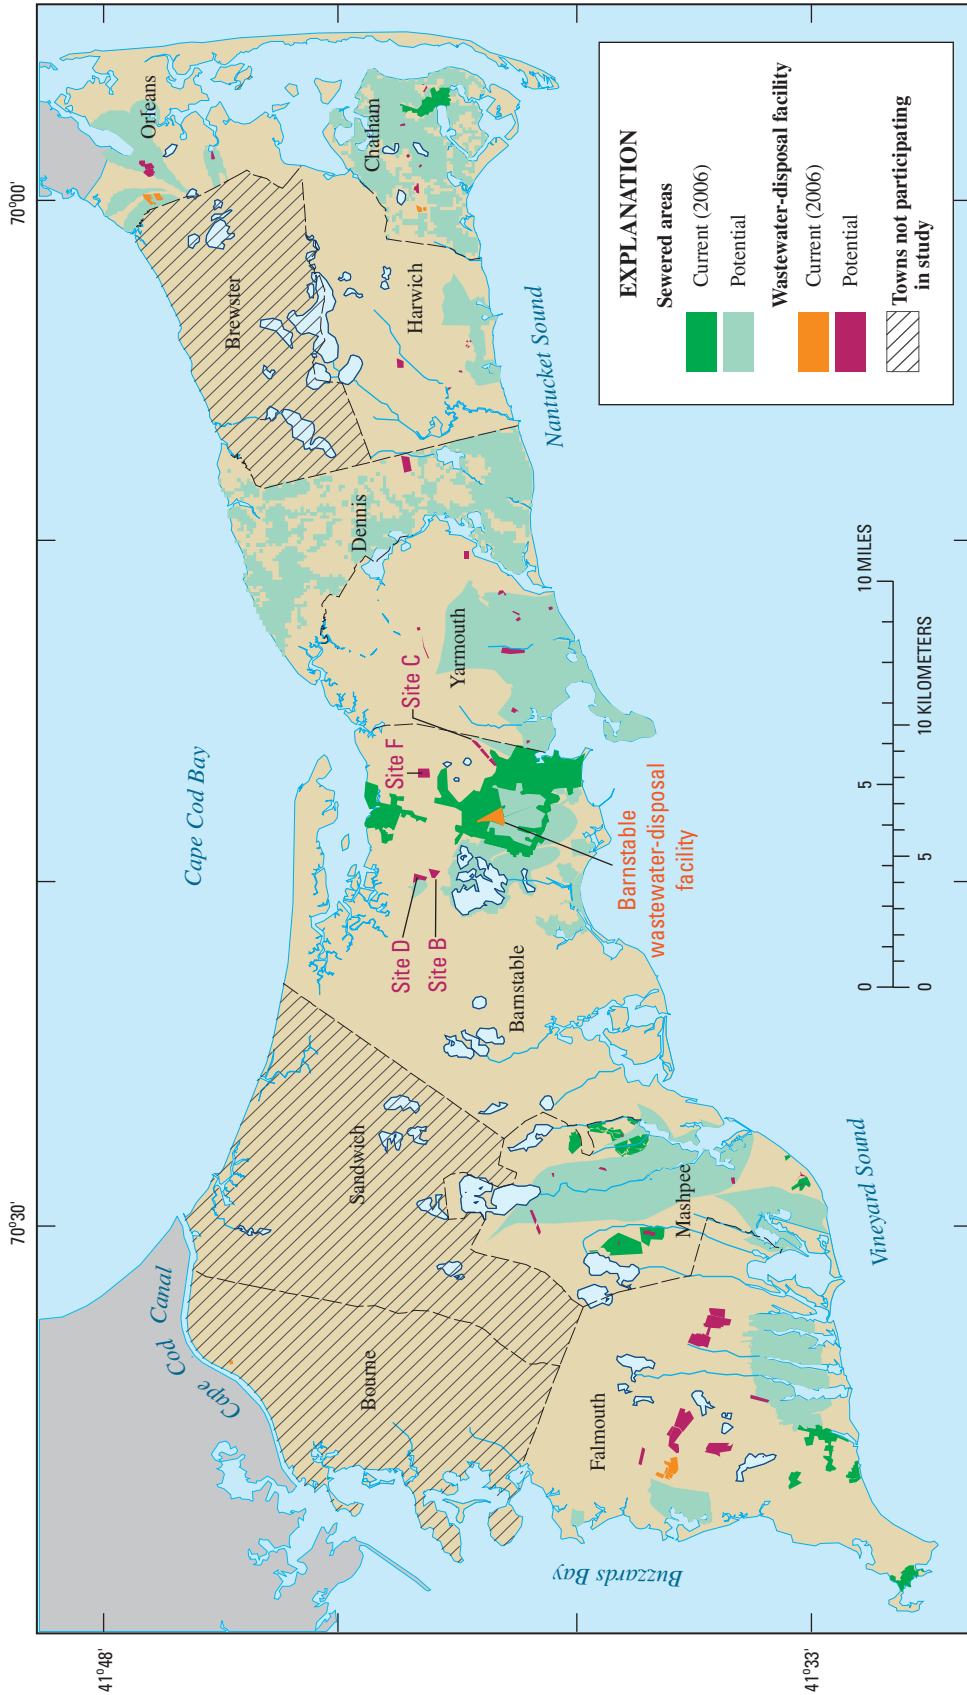 70°30'
70°00'
41°48'
41°33'
Cape Cod Bay
Cape Cod Canal
Buzzards Bay
Vineyard Sound
Nantucket Sound
Bourne
Sandwich
Falmouth
Mashpee
Barnstable
Yarmouth
Dennis
Brewster
Harwich
Chatham
Orleans
Site D
Site B
Site F
Site C
Barnstable
wastewater-disposal
facility
0
5
10 MILES
0
5
10 KILOMETERS
EXPLANATION
Sewered areas
Current (2006)
Potential
Wastewater-disposal facility
Current (2006)
Potential
Towns not participating
in study